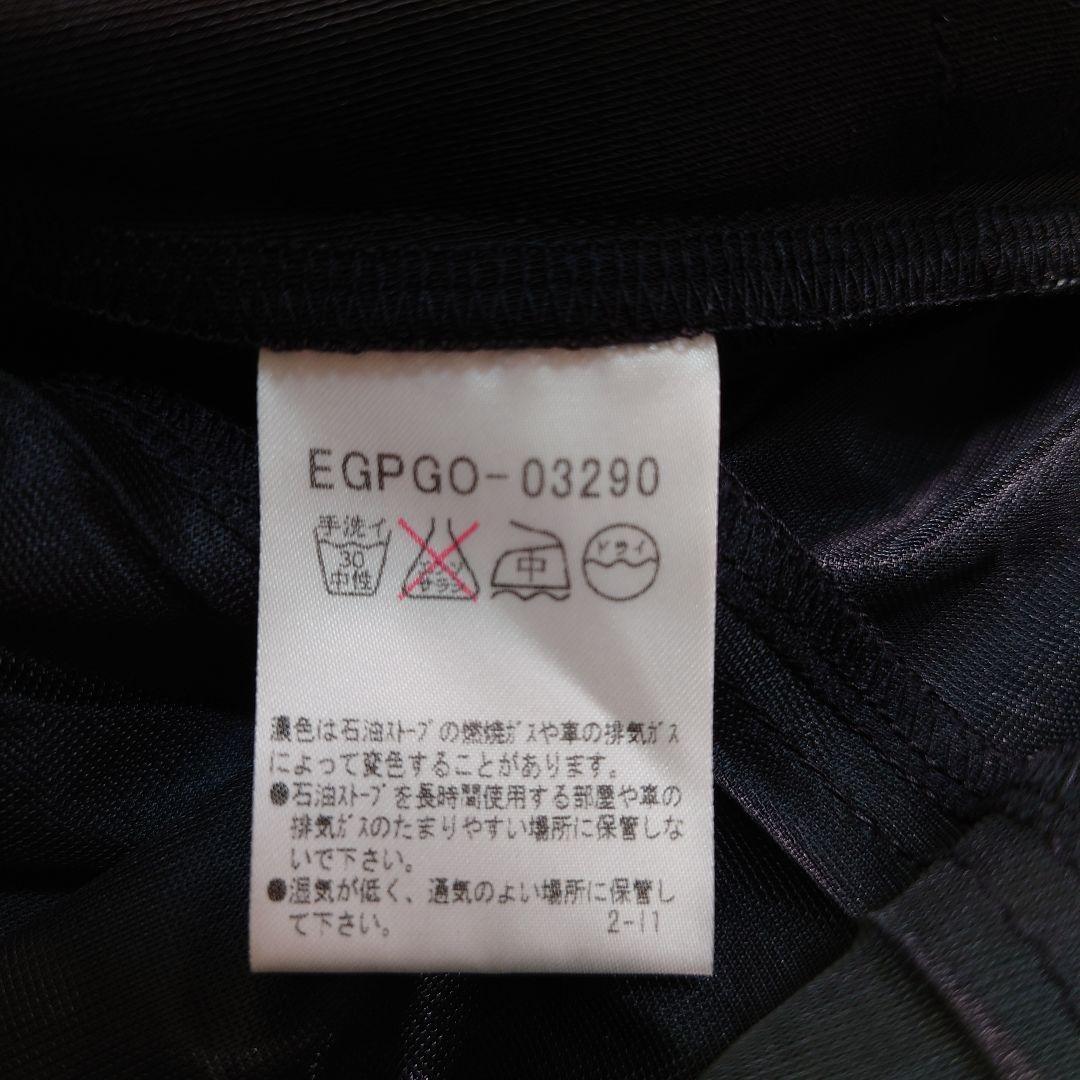 EGPGO-03290
手洗イ
30
中性
エンソ
サラシ
中
ドライ
濃色は石油ｽﾄｰﾌﾞの燃焼ｶﾞｽや車の排気ｶﾞｽ
によって変色することがあります。
●石油ｽﾄｰﾌﾞを長時間使用する部屋や車の
排気ｶﾞｽのたまりやすい場所に保管しな
いで下さい。
●湿気が低く、通気のよい場所に保管し
て下さい。
2-11